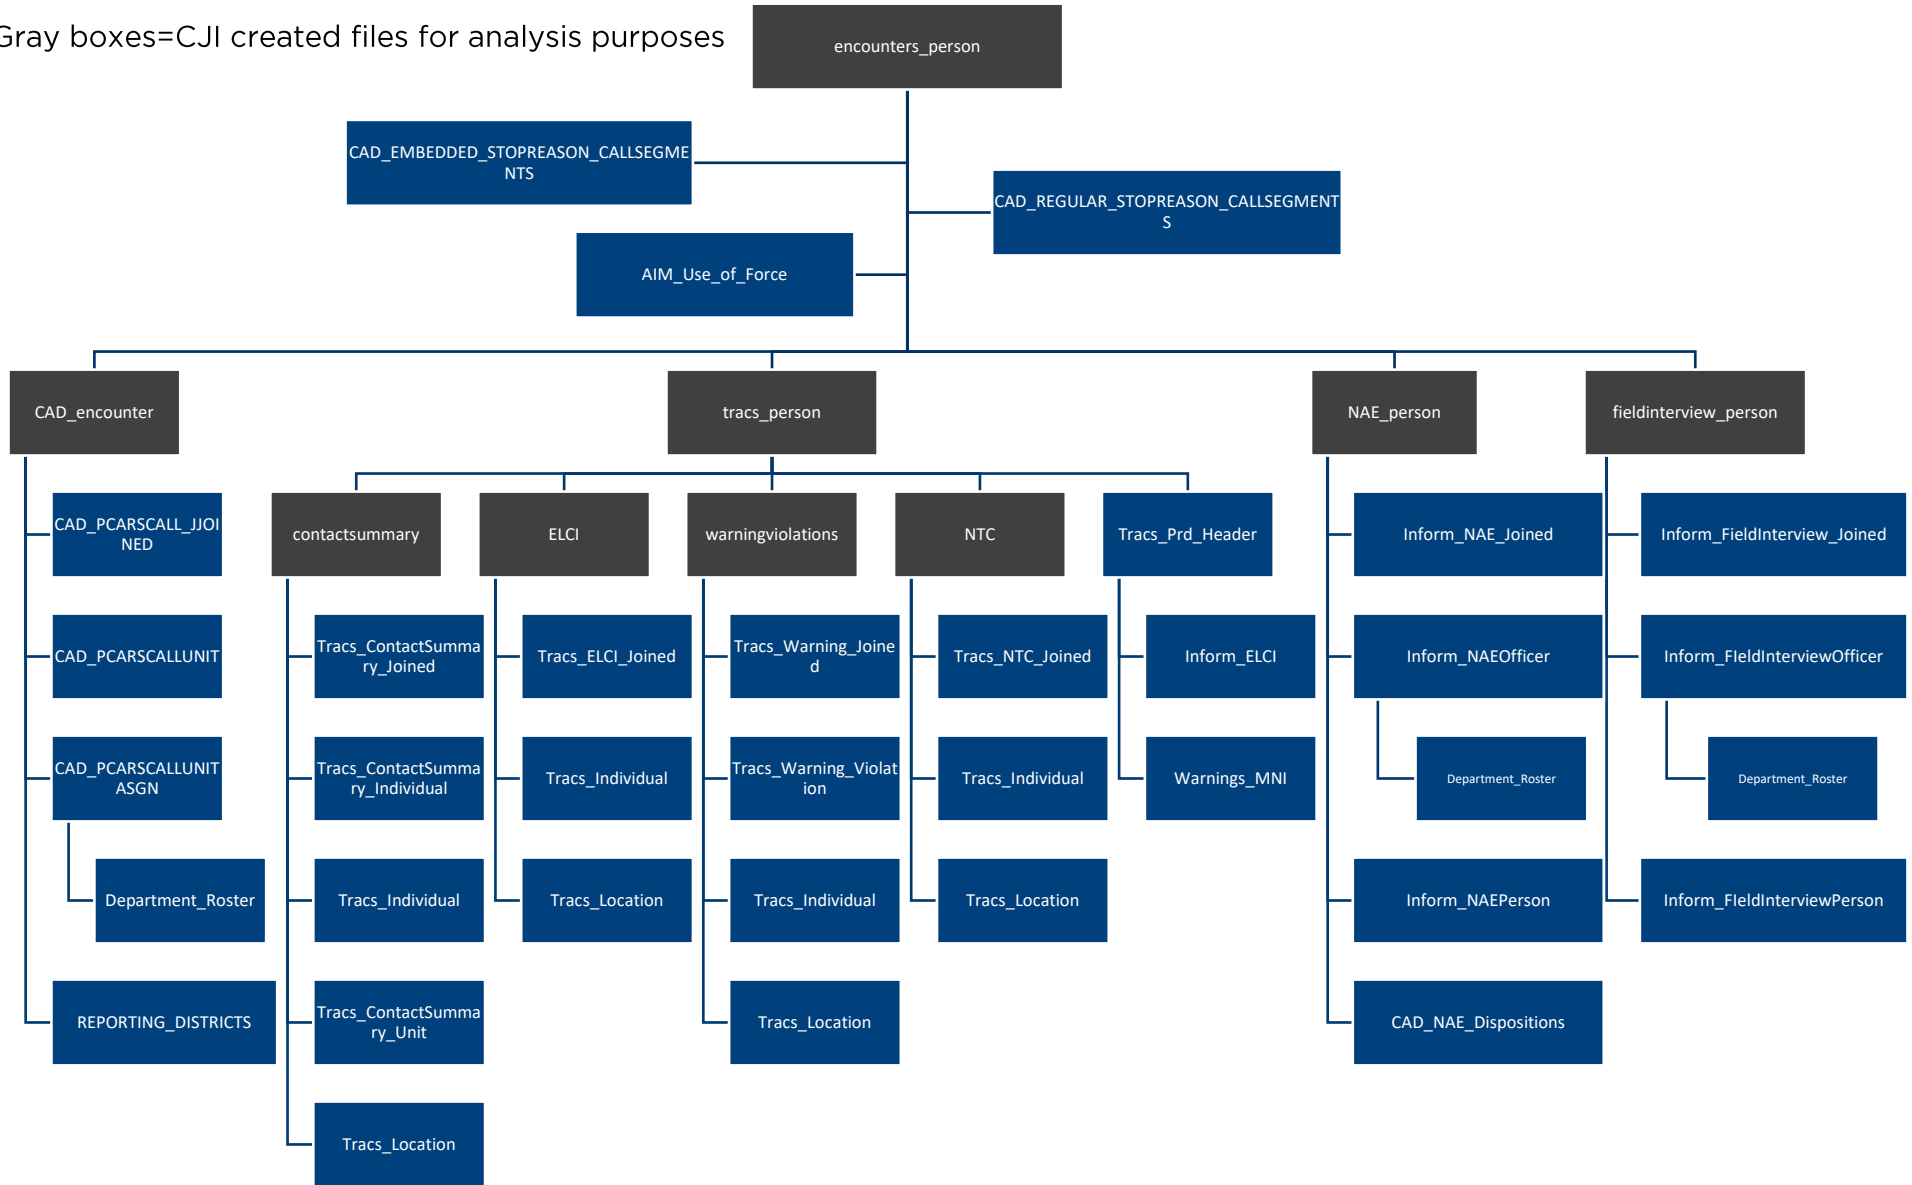 Gray boxes=CJI created files for analysis purposes
encounters_person
CAD_EMBEDDED_STOPREASON_CALLSEGME
NTS
CAD_REGULAR_STOPREASON_CALLSEGMENT
S
AIM_Use_of_Force
CAD_encounter
tracs_person
NAE_person
fieldinterview_person
CAD_PCARSCALL_JJOI
NED
contactsummary
ELCI
warningviolations
NTC
Tracs_Prd_Header
Inform_NAE_Joined
Inform_FieldInterview_Joined
CAD_PCARSCALLUNIT
Tracs_ContactSumma
ry_Joined
Tracs_ELCI_Joined
Tracs_Warning_Joine
d
Tracs_NTC_Joined
Inform_ELCI
Inform_NAEOfficer
Inform_FIeldInterviewOfficer
CAD_PCARSCALLUNIT
ASGN
Tracs_ContactSumma
ry_Individual
Tracs_Individual
Tracs_Warning_Violat
ion
Tracs_Individual
Warnings_MNI
Department_Roster
Department_Roster
Department_Roster
Tracs_Individual
Tracs_Location
Tracs_Individual
Tracs_Location
Inform_NAEPerson
Inform_FIeldInterviewPerson
REPORTING_DISTRICTS
Tracs_ContactSumma
ry_Unit
Tracs_Location
CAD_NAE_Dispositions
Tracs_Location